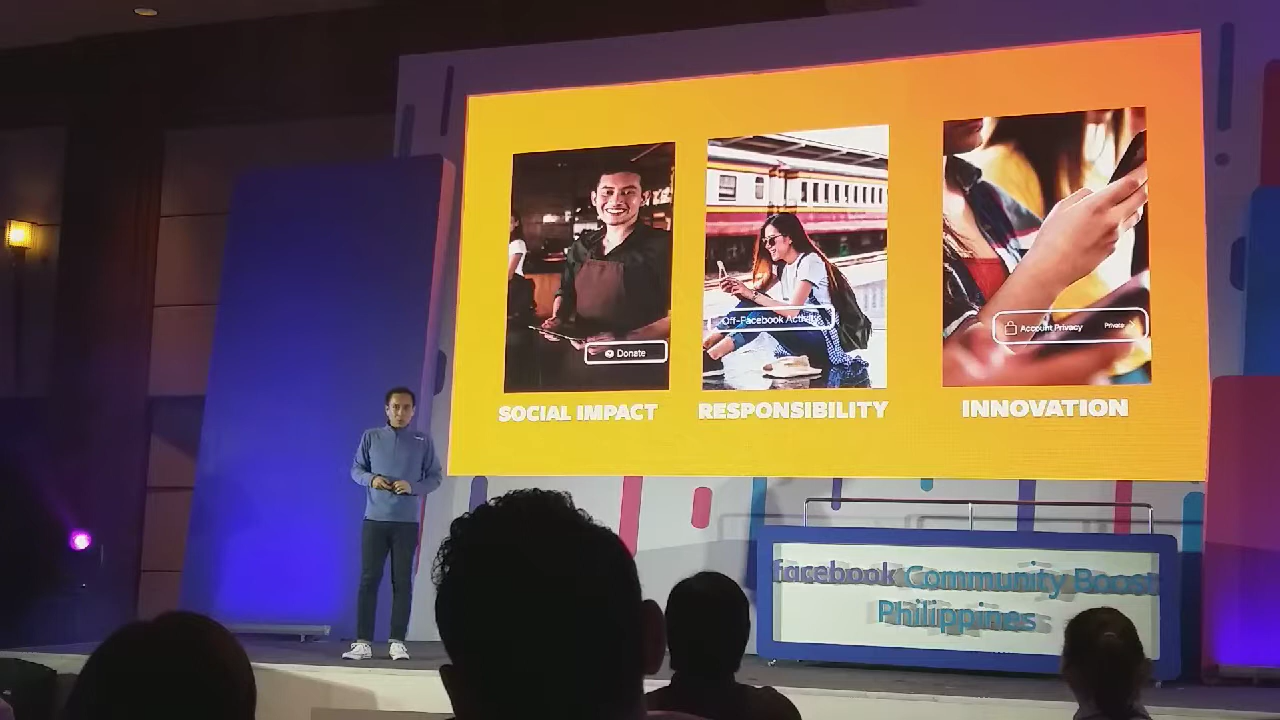 Donate
Off-Facebook Activity
Account Privacy Private
SOCIAL IMPACT
RESPONSIBILITY
INNOVATION
facebook Community Boost
Philippines